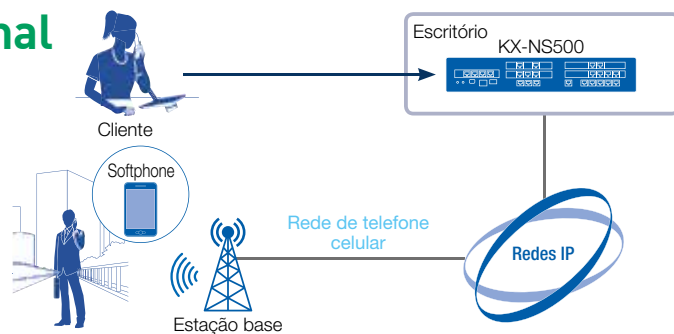 nal
Escritório
KX-NS500
Cliente
Softphone
Rede de telefone
celular
Redes IP
Estação base